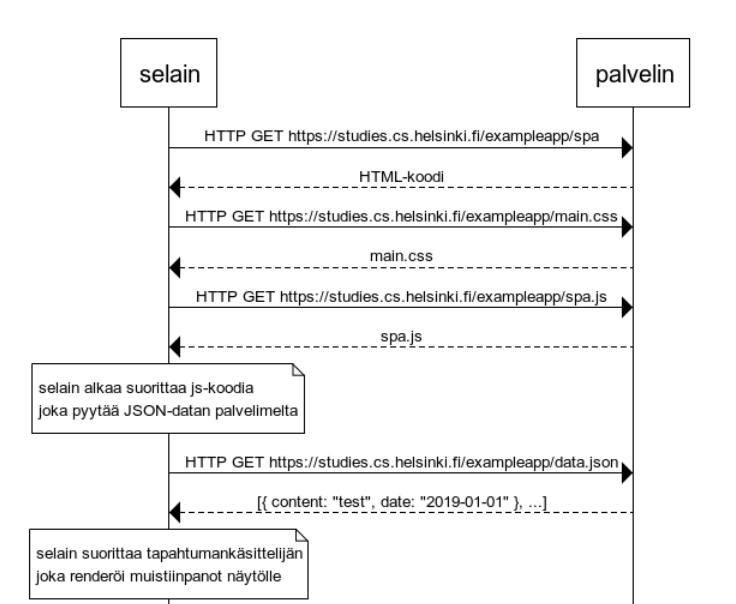 selain
palvelin
HTTP GET https://studies.cs.helsinki.fi/exampleapp/spa
HTML-koodi
HTTP GET https://studies.cs.helsinki.fi/exampleapp/main.css
main.css
HTTP GET https://studies.cs.helsinki.fi/exampleapp/spa.js
spa.js
selain alkaa suorittaa js-koodia
joka pyytää JSON-datan palvelimelta
HTTP GET https://studies.cs.helsinki.fi/exampleapp/data.json
[{ content: "test", date: "2019-01-01" }, ...]
selain suorittaa tapahtumankäsittelijän
joka renderöi muistiinpanot näytölle